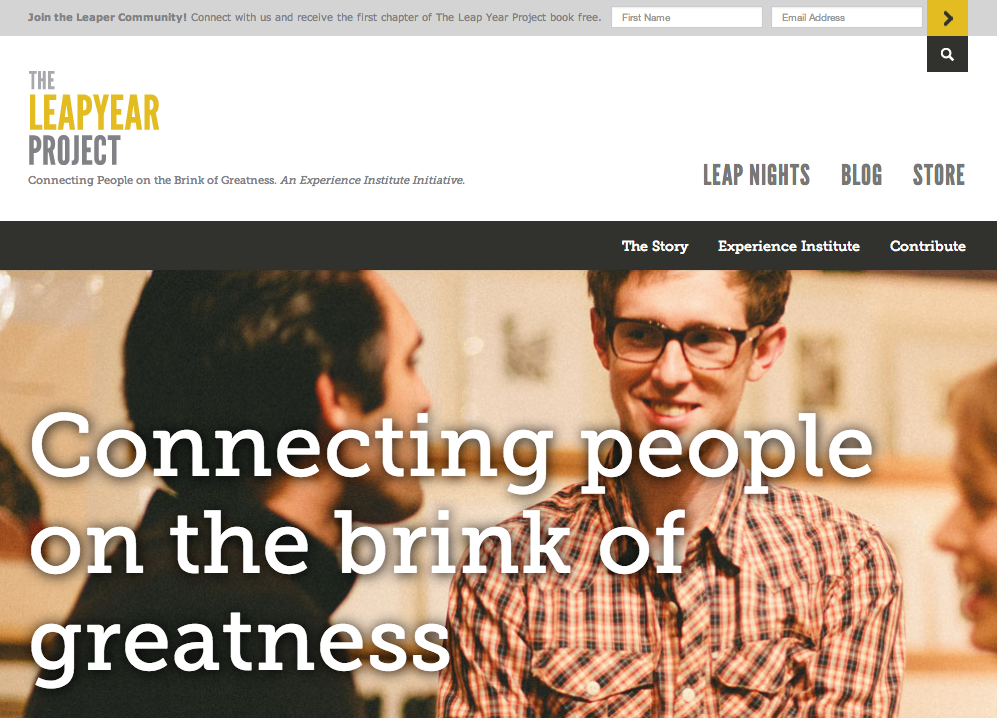 Join the Leaper Community! Connect with us and receive the first chapter of The Leap Year Project book free.
First Name
Email Address
THE
LEAPYEAR
PROJECT
Connecting People on the Brink of Greatness. An Experience Institute Initiative.
LEAP NIGHTS BLOG STORE
The Story Experience Institute Contribute
Connecting people
on the brink of
greatness